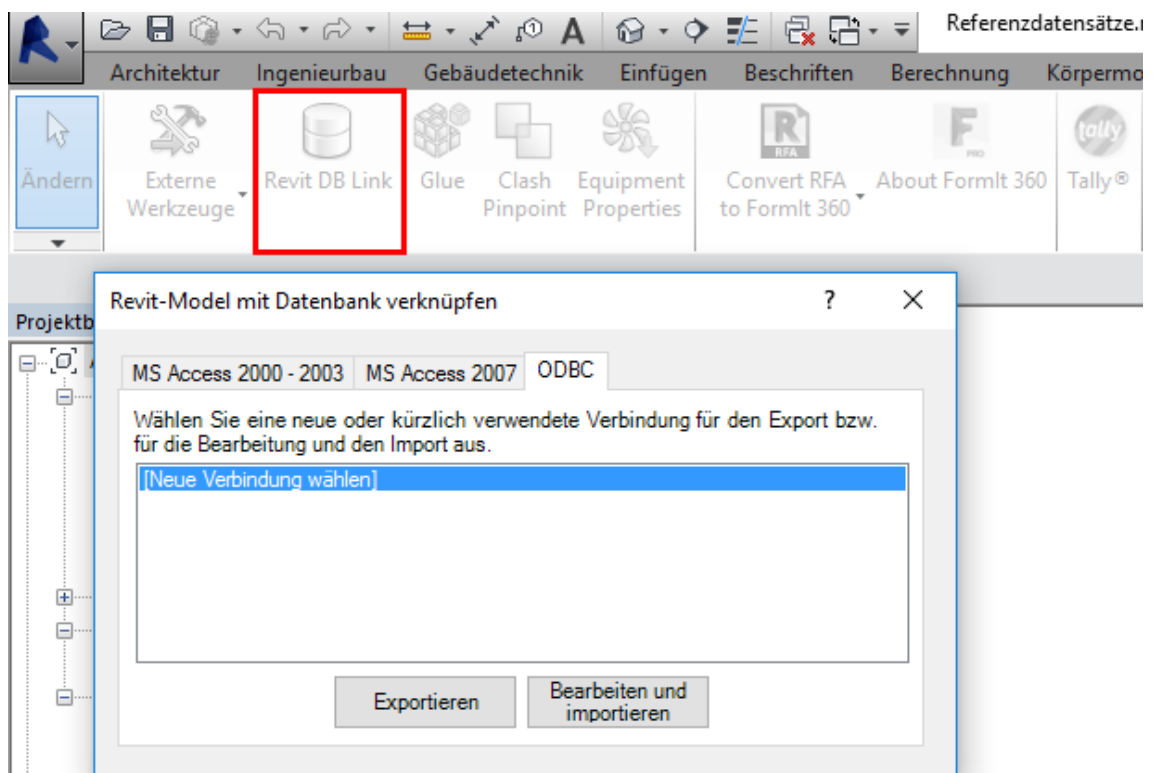 Referenzdatensätze.r
Architektur Ingenieurbau Gebäudetechnik Einfügen Beschriften Berechnung Körpermo
Ändern
Externe Werkzeuge
Revit DB Link
Glue
Clash Pinpoint
Equipment Properties
RFA
Convert RFA to FormIt 360
PRO
About FormIt 360
tally
Tally®
Projektb
Revit-Model mit Datenbank verknüpfen
MS Access 2000 - 2003 MS Access 2007 ODBC
Wählen Sie eine neue oder kürzlich verwendete Verbindung für den Export bzw.
für die Bearbeitung und den Import aus.
[Neue Verbindung wählen]
Exportieren
Bearbeiten und
importieren